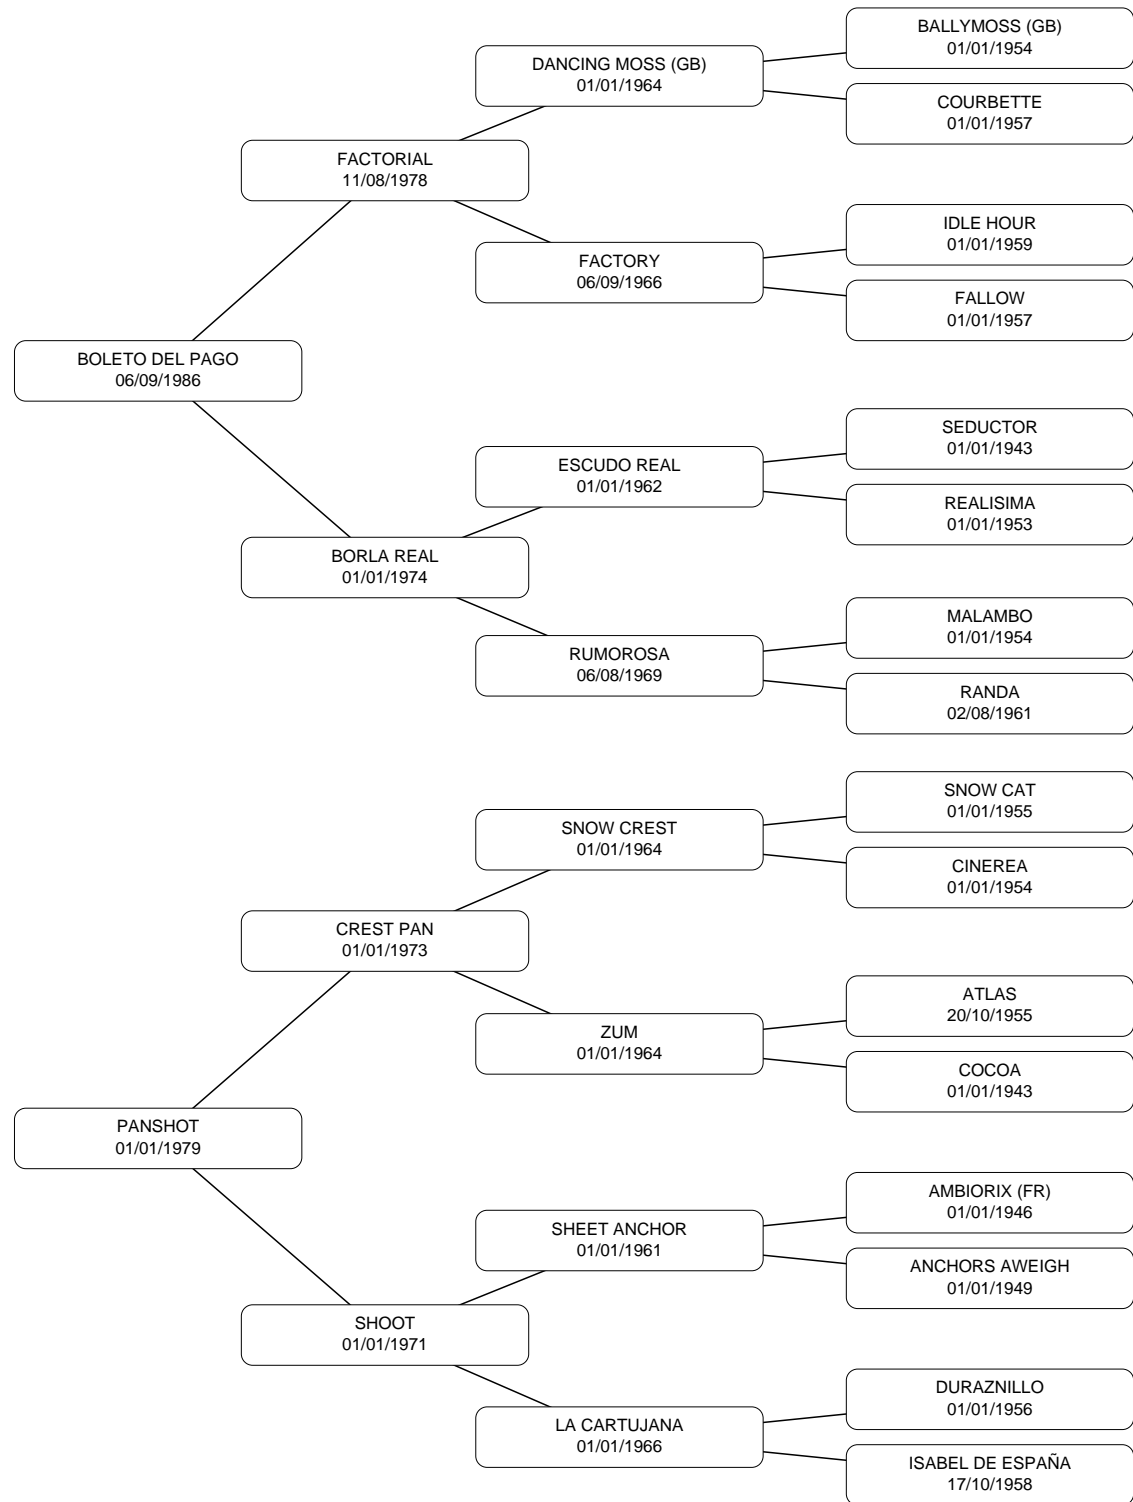 BALLYMOSS (GB)
01/01/1954
DANCING MOSS (GB)
01/01/1964
COURBETTE
01/01/1957
FACTORIAL
11/08/1978
IDLE HOUR
01/01/1959
FACTORY
06/09/1966
FALLOW
01/01/1957
BOLETO DEL PAGO
06/09/1986
SEDUCTOR
01/01/1943
ESCUDO REAL
01/01/1962
REALISIMA
01/01/1953
BORLA REAL
01/01/1974
MALAMBO
01/01/1954
RUMOROSA
06/08/1969
RANDA
02/08/1961
SNOW CAT
01/01/1955
SNOW CREST
01/01/1964
CINEREA
01/01/1954
CREST PAN
01/01/1973
ATLAS
20/10/1955
ZUM
01/01/1964
COCOA
01/01/1943
PANSHOT
01/01/1979
AMBIORIX (FR)
01/01/1946
SHEET ANCHOR
01/01/1961
ANCHORS AWEIGH
01/01/1949
SHOOT
01/01/1971
DURAZNILLO
01/01/1956
LA CARTUJANA
01/01/1966
ISABEL DE ESPAÑA
17/10/1958